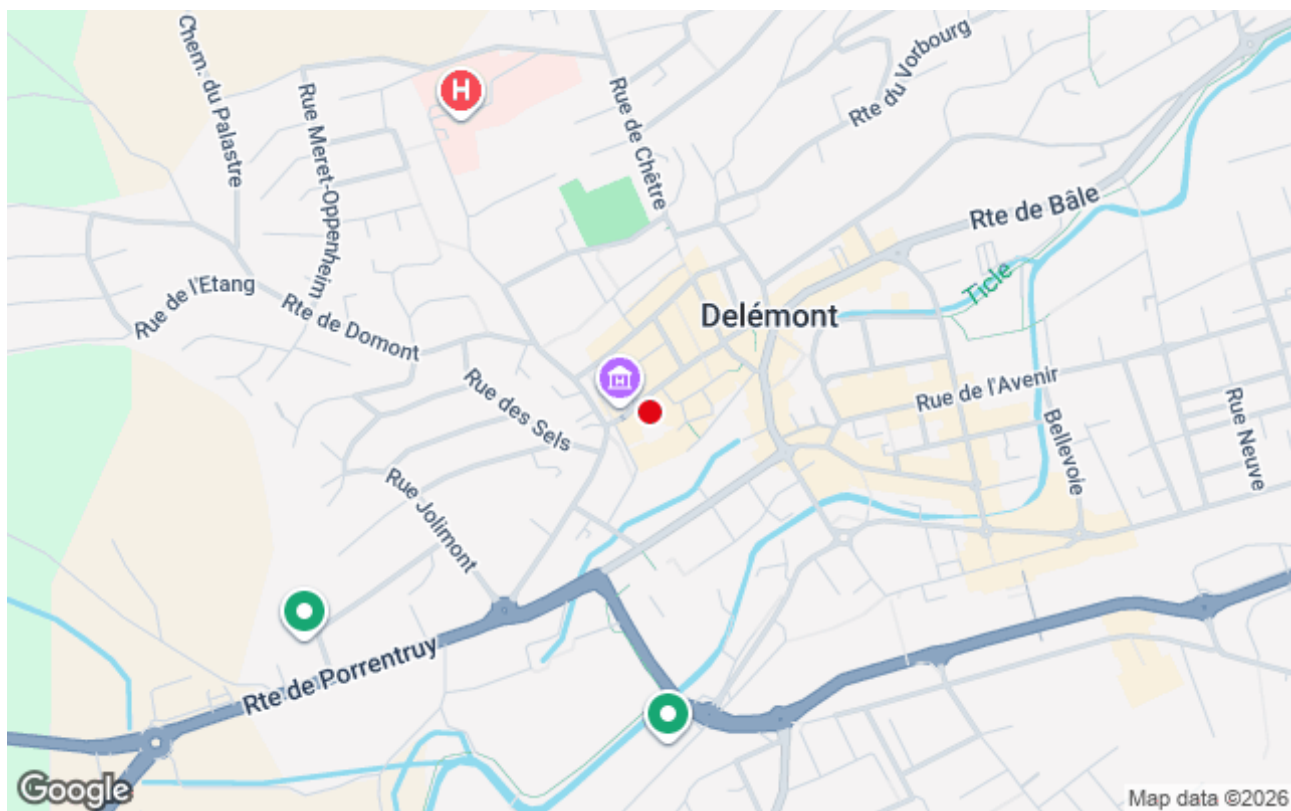 Chem. du Palastre
Rue Meret-Oppenheim
H
Rue de Chêtre
Rte du Vorbourg
Rte de Bâle
Rue de l'Etang
Rte de Domont
Delémont
Ticle
Rue des Sels
Rue de l'Avenir
Bellevoie
Rue Neuve
Rue Jolimont
Rte de Porrentruy
Google
Map data ©2026